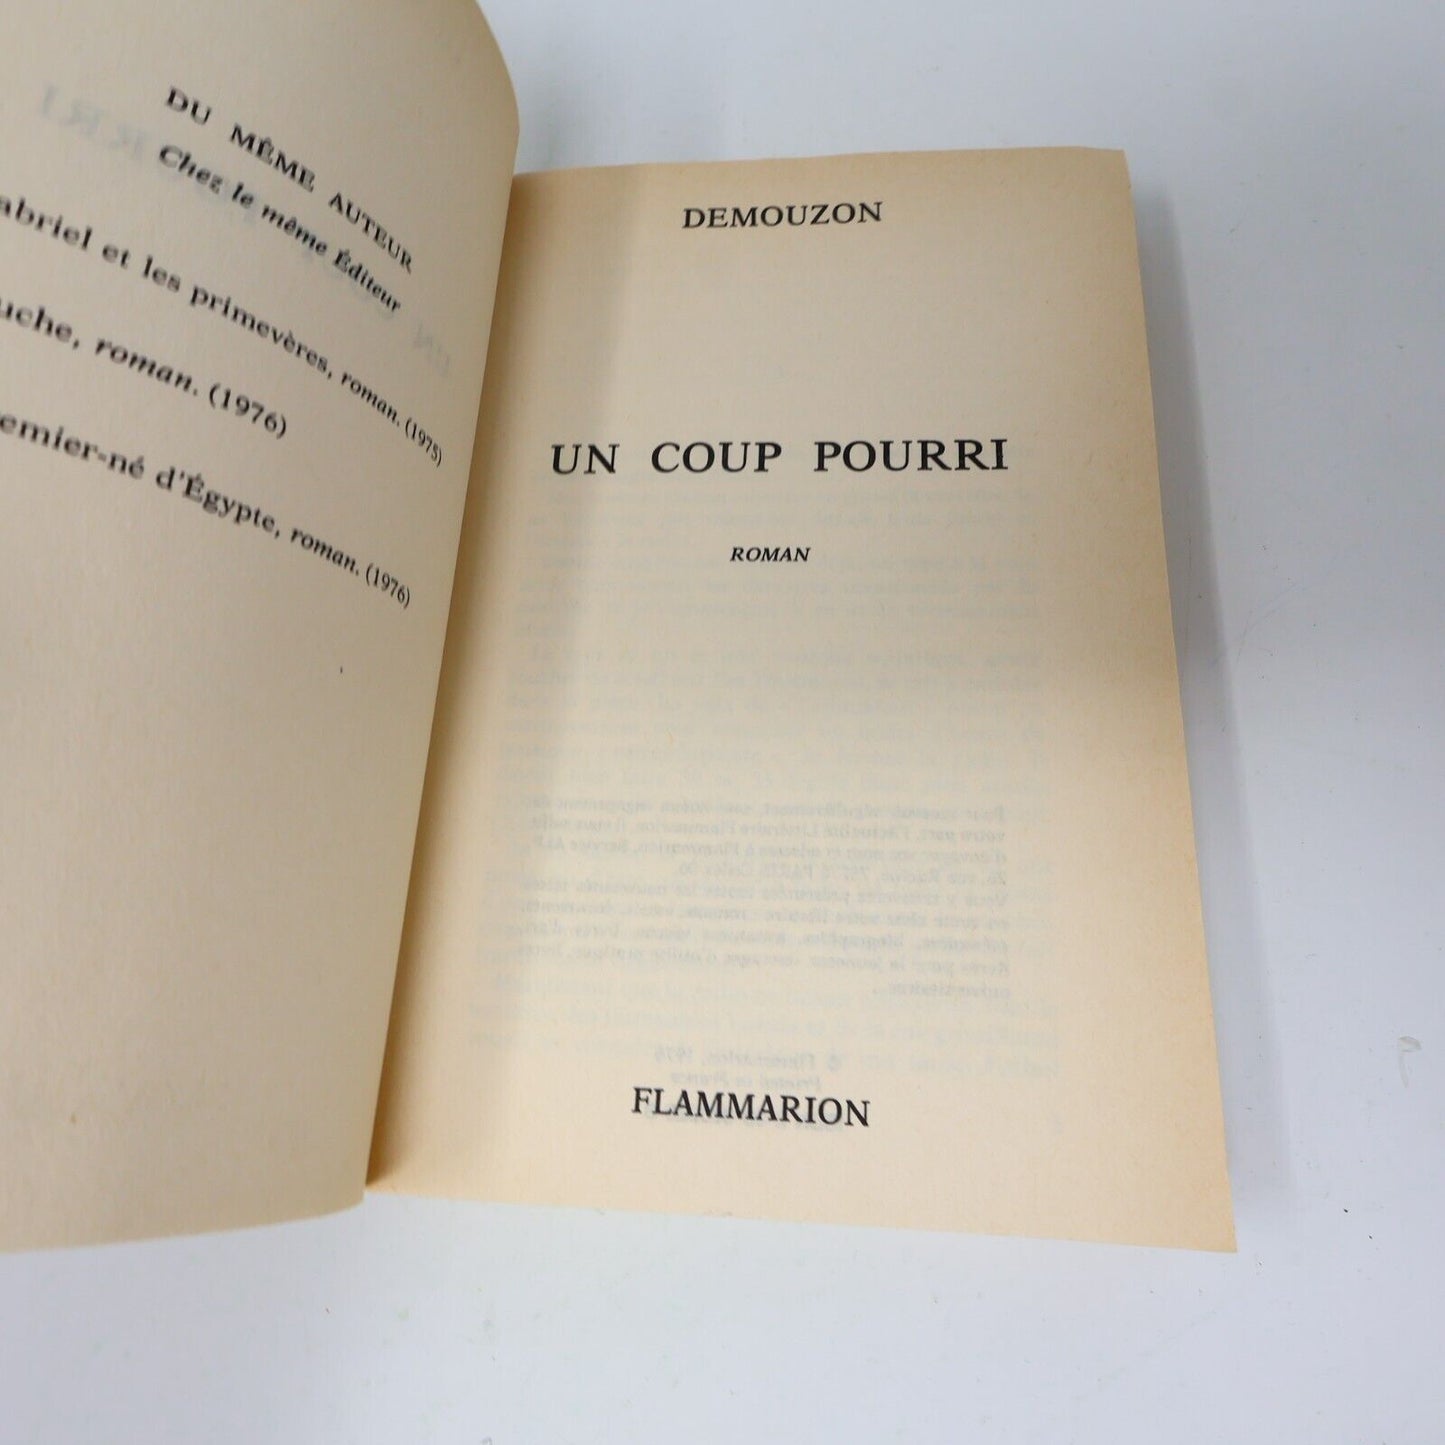 DU MÊME AUTEUR
Chez le même Éditeur
abriel et les primevères, roman. (1975)
uche, roman. (1976)
emier-né d'Égypte, roman. (1976)
DEMOUZON
UN COUP POURRI
ROMAN
FLAMMARION